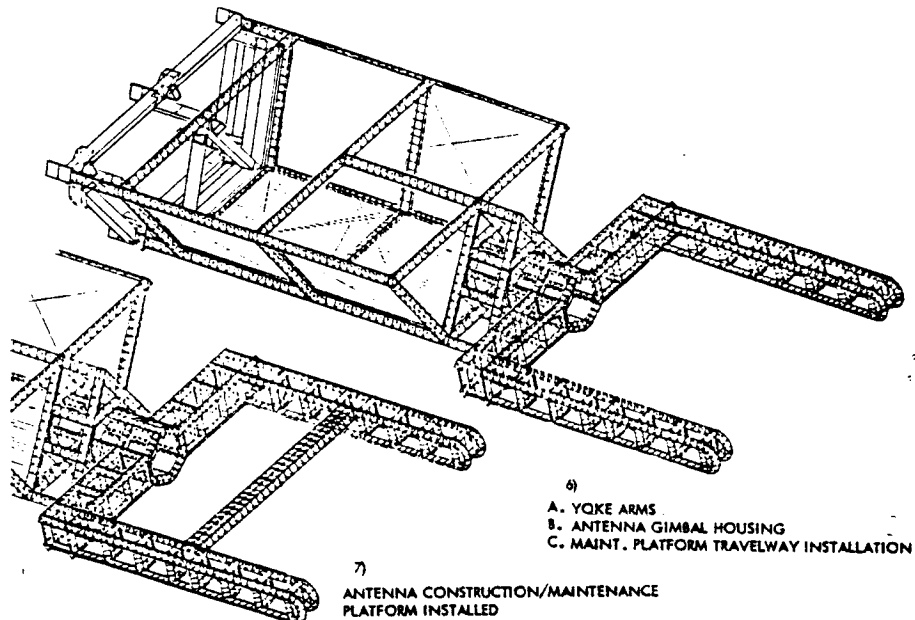 6)
A. YOKE ARMS
B. ANTENNA GIMBAL HOUSING
C. MAINT. PLATFORM TRAVELWAY INSTALLATION
7)
ANTENNA CONSTRUCTION/MAINTENANCE
PLATFORM INSTALLED